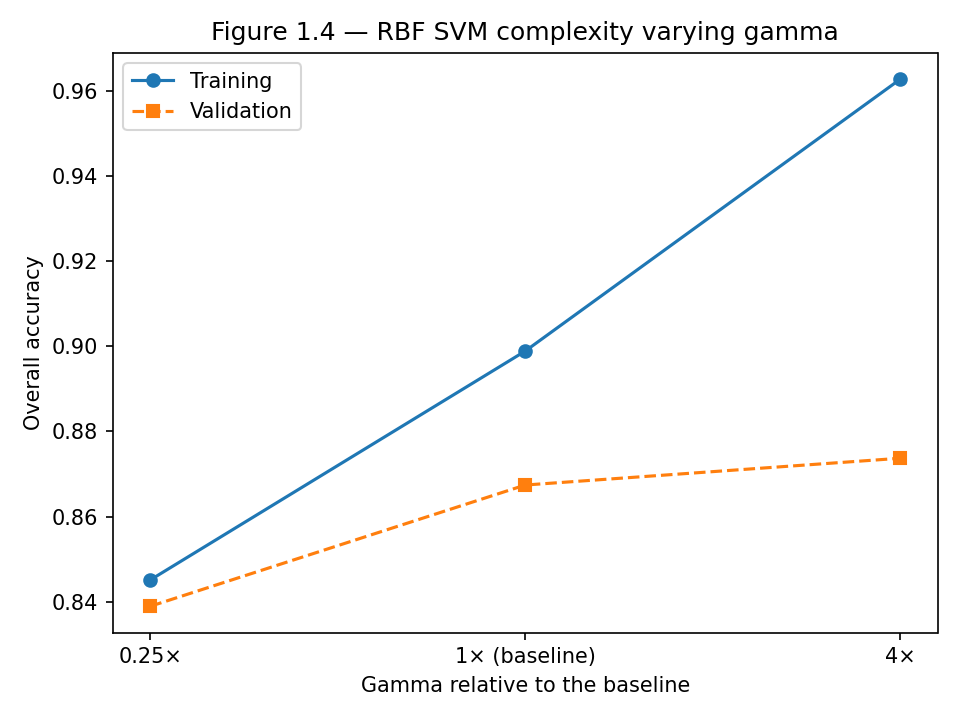 Figure 1.4 — RBF SVM complexity varying gamma
Training
Validation
Overall accuracy
0.96
0.94
0.92
0.90
0.88
0.86
0.84
0.25×
1× (baseline)
4×
Gamma relative to the baseline